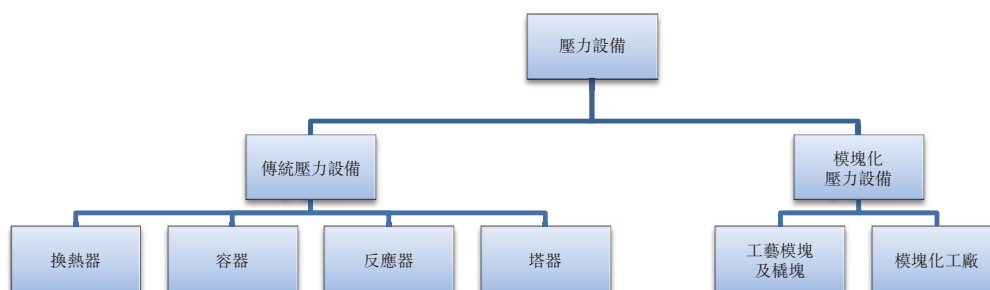 壓力設備
傳統壓力設備
模塊化
壓力設備
換熱器
容器
反應器
塔器
工藝模塊
及橇塊
模塊化工廠